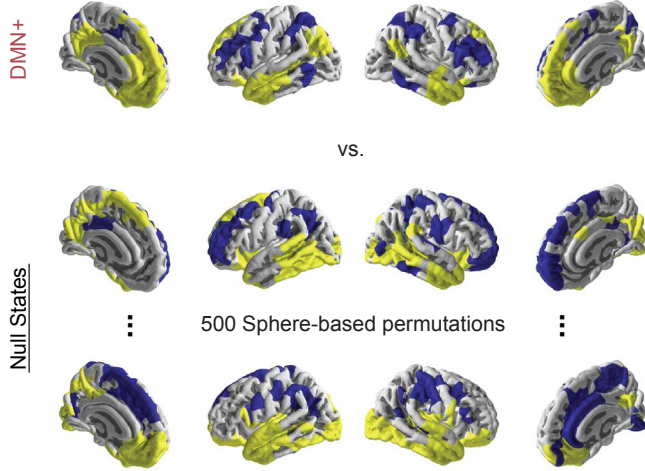 DMN+
vs.
Null States
500 Sphere-based permutations